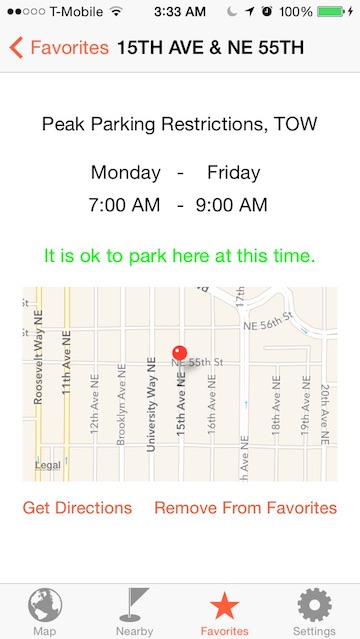 T-Mobile 3:33 AM 100%
Favorites 15TH AVE & NE 55TH
Peak Parking Restrictions, TOW
Monday - Friday
7:00 AM - 9:00 AM
It is ok to park here at this time.
Roosevelt Way NE
11th Ave NE
12th Ave NE
Brooklyn Ave NE
University Way NE
15th Ave NE
16th Ave NE
17th
NE
18th Ave NE
19th Ave NE
20th Ave NE
NE 56th St
NE 55th St
Legal
Get Directions Remove From Favorites
Map Nearby Favorites Settings